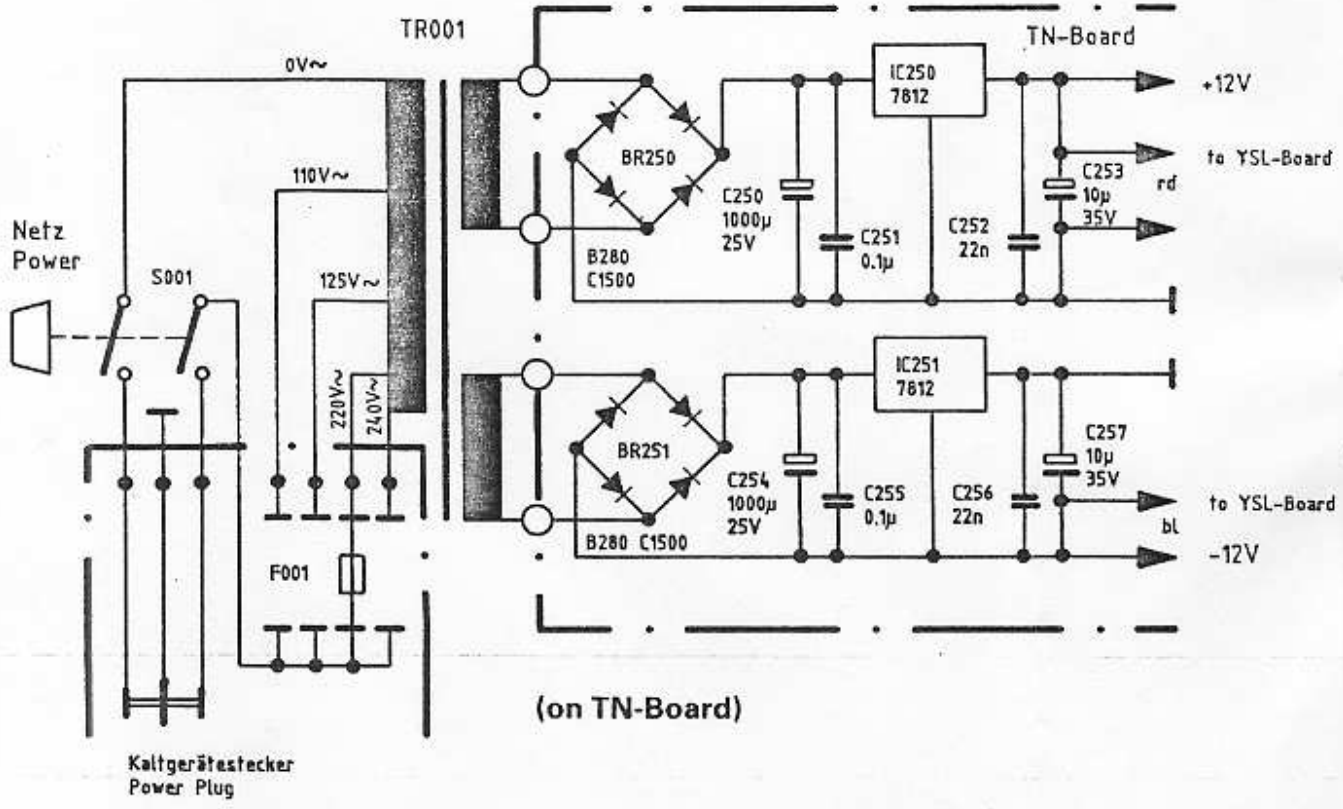 TR001
TN-Board
0V~
IC250
7812
+12V
BR250
to YSL-Board
110V~
C250
1000µ
25V
C253
10µ
35V
rd
Netz
Power
C251
0.1µ
C252
22n
S001
B280
C1500
125V~
IC251
7812
220V~
240V~
BR251
C257
10µ
35V
C254
1000µ
25V
C255
0.1µ
C256
22n
to YSL-Board
bl
B280 C1500
-12V
F001
(on TN-Board)
Kaltgerätestecker
Power Plug